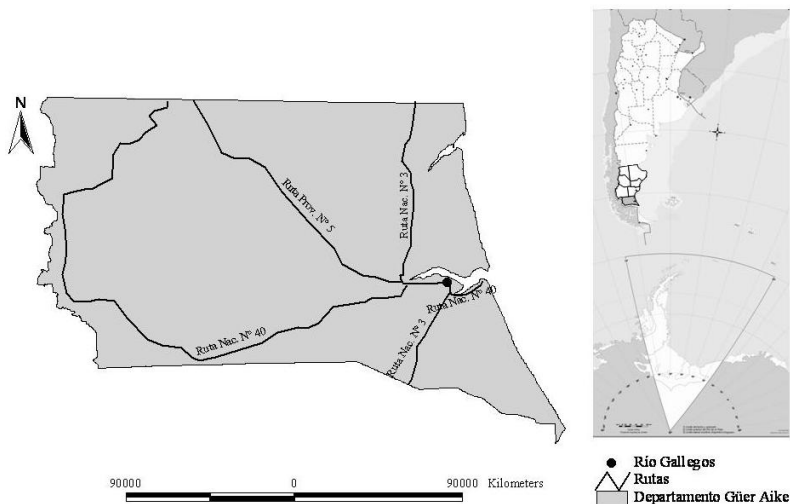 N
Ruta Prov. Nº 5
Ruta Nac. Nº 3
Ruta Nac. Nº 40
Ruta Nac. Nº 40
Ruta Nac. Nº 3
90000 0 90000 Kilometers
Río Gallegos
Rutas
Departamento Güer Aike